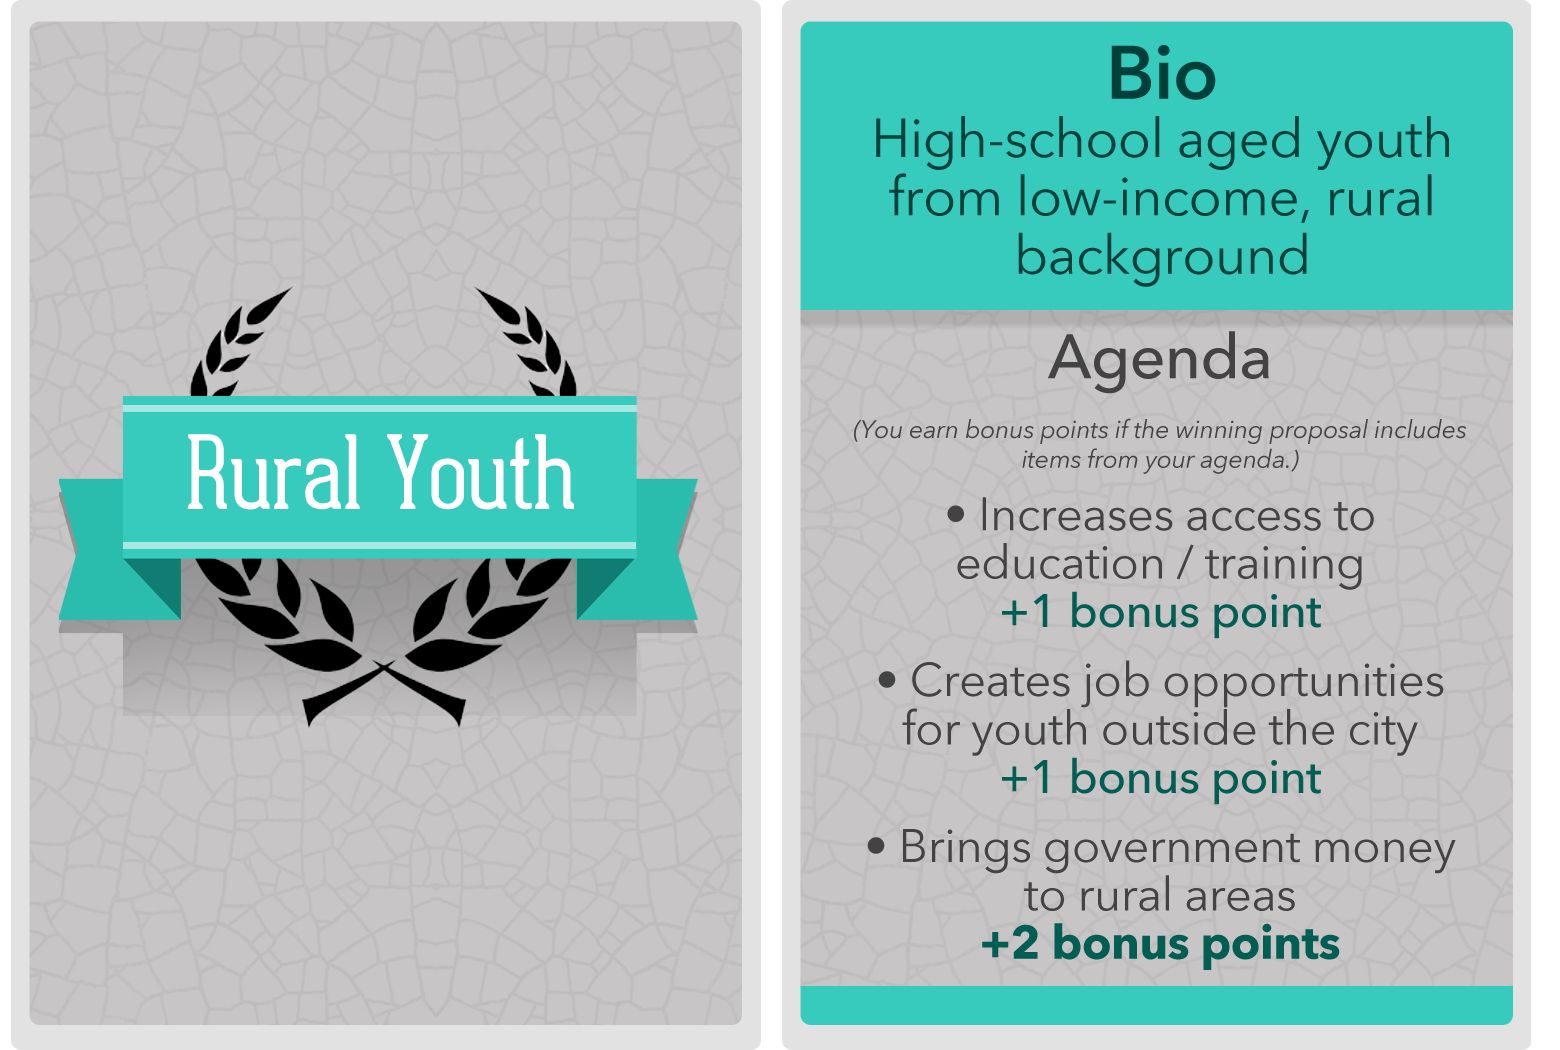 Rural Youth
Bio
High-school aged youth
from low-income, rural
background
Agenda
(You earn bonus points if the winning proposal includes
items from your agenda.)
• Increases access to
education / training
+1 bonus point
• Creates job opportunities
for youth outside the city
+1 bonus point
• Brings government money
to rural areas
+2 bonus points